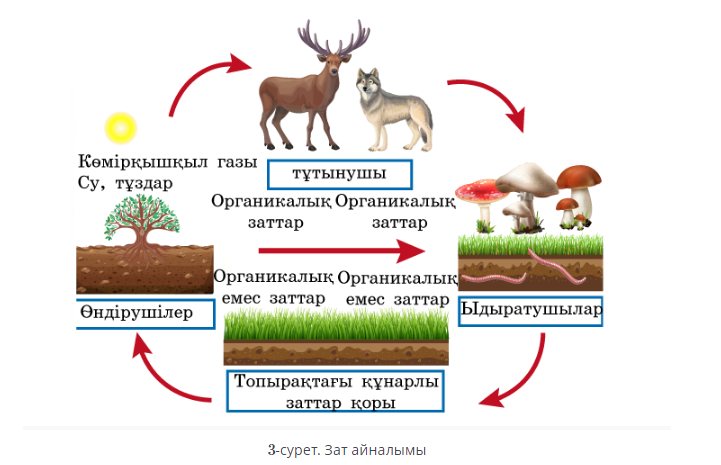 Көмірқышқыл газы
Су, тұздар
тұтынушы
Органикалық Органикалық
заттар заттар
Органикалық Органикалық
емес заттар емес заттар
Өндірушілер
Ыдыратушылар
Топырақтағы құнарлы
заттар қоры
3-сурет. Зат айналымы